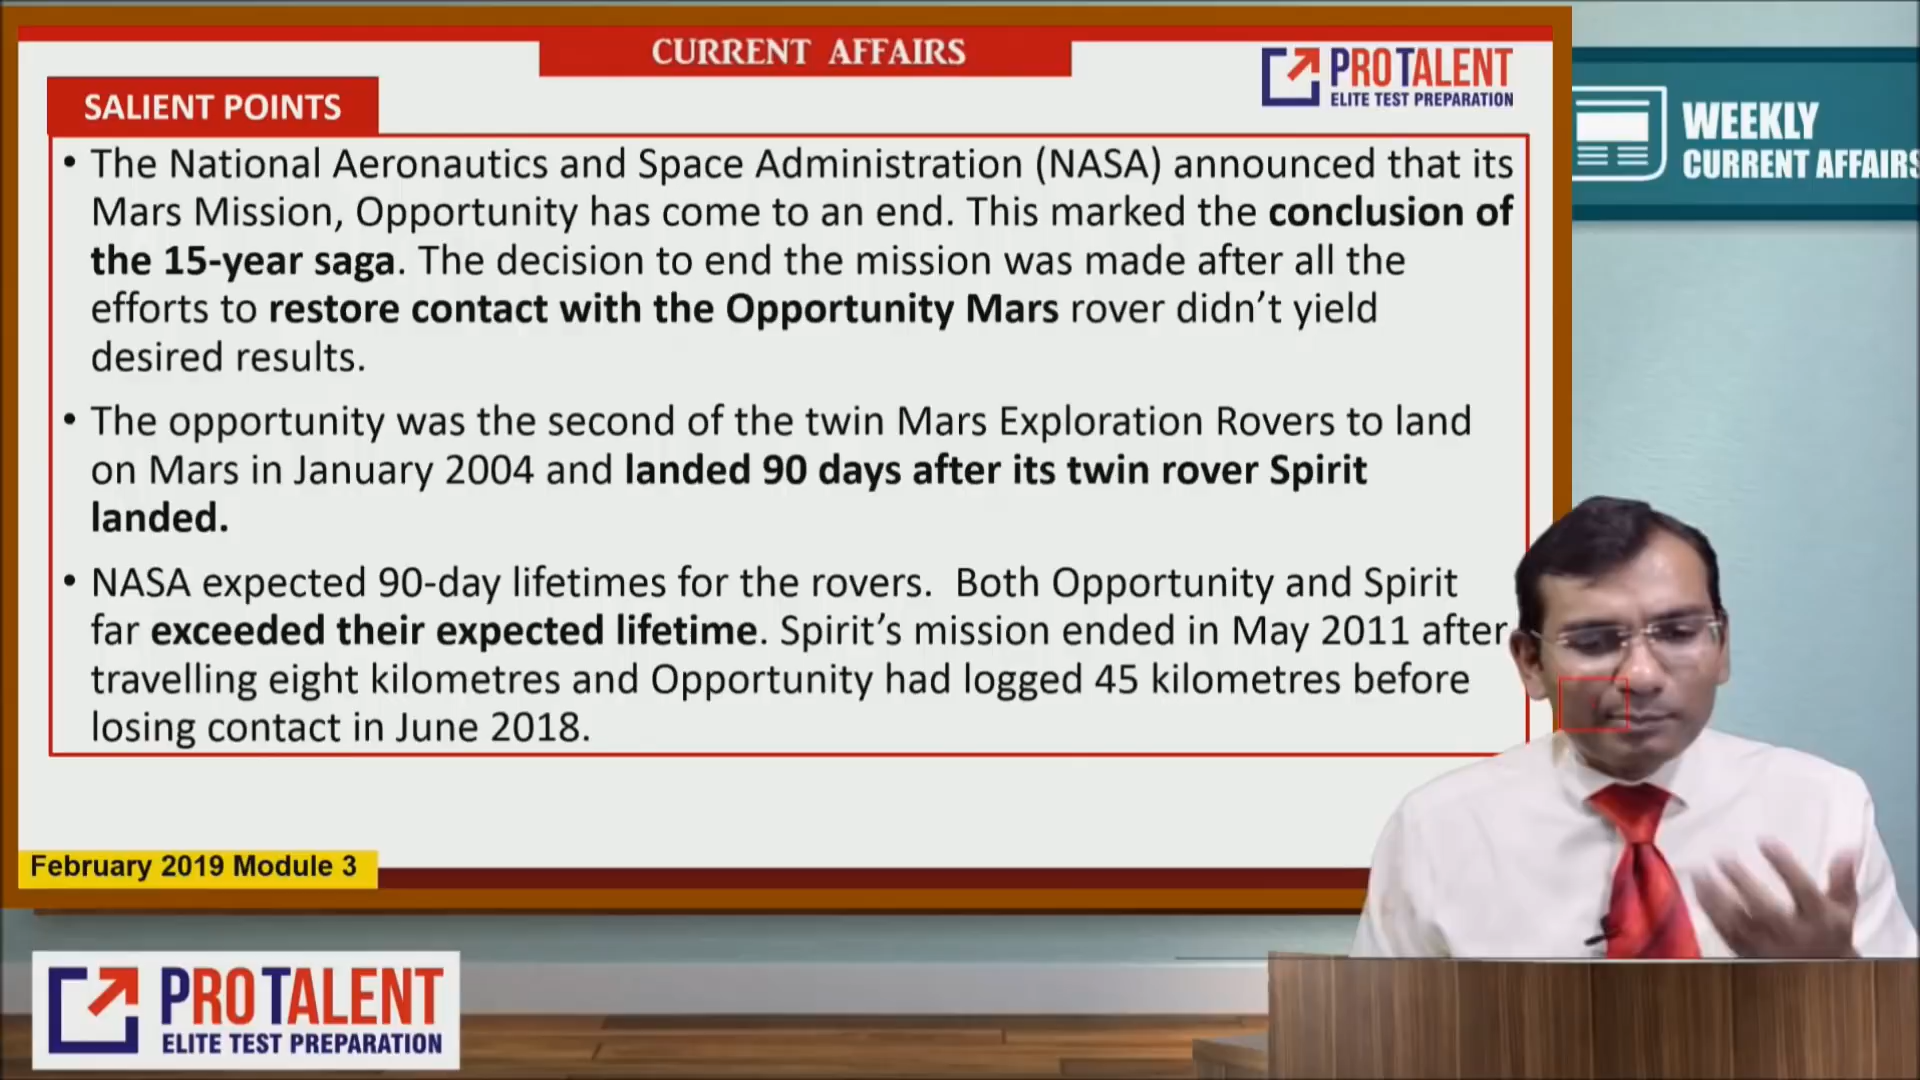 CURRENT AFFAIRS
PROTALENT
ELITE TEST PREPARATION
SALIENT POINTS
WEEKLY
CURRENT AFFAIRS
• The National Aeronautics and Space Administration (NASA) announced that its
Mars Mission, Opportunity has come to an end. This marked the conclusion of
the 15-year saga. The decision to end the mission was made after all the
efforts to restore contact with the Opportunity Mars rover didn’t yield
desired results.
• The opportunity was the second of the twin Mars Exploration Rovers to land
on Mars in January 2004 and landed 90 days after its twin rover Spirit
landed.
• NASA expected 90-day lifetimes for the rovers. Both Opportunity and Spirit
far exceeded their expected lifetime. Spirit’s mission ended in May 2011 after
travelling eight kilometres and Opportunity had logged 45 kilometres before
losing contact in June 2018.
February 2019 Module 3
PROTALENT
ELITE TEST PREPARATION